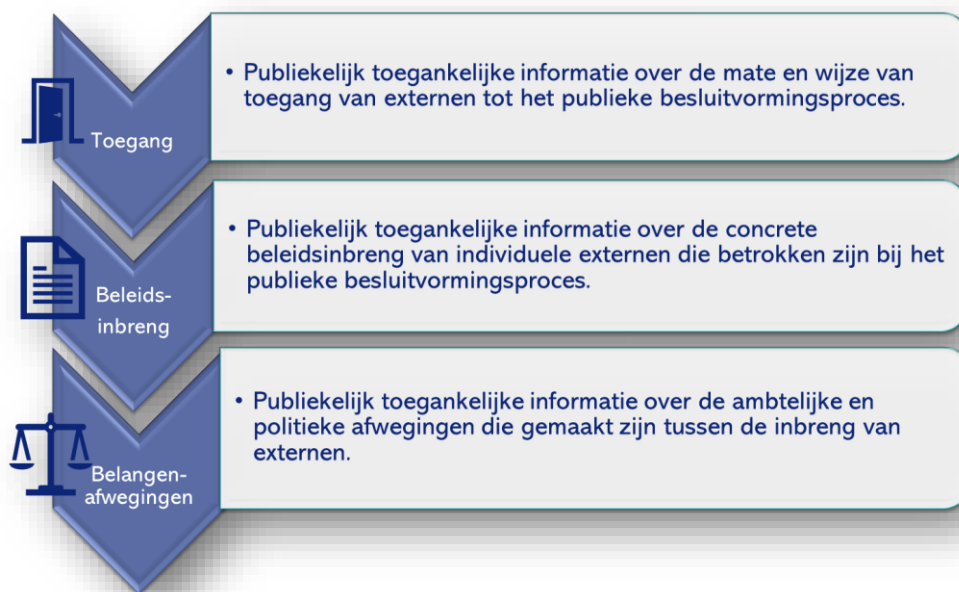 Toegang
• Publiekelijk toegankelijke informatie over de mate en wijze van
toegang van externen tot het publieke besluitvormingsproces.
Beleids-
inbreng
• Publiekelijk toegankelijke informatie over de concrete
beleidsinbreng van individuele externen die betrokken zijn bij het
publieke besluitvormingsproces.
Belangen-
afwegingen
• Publiekelijk toegankelijke informatie over de ambtelijke en
politieke afwegingen die gemaakt zijn tussen de inbreng van
externen.